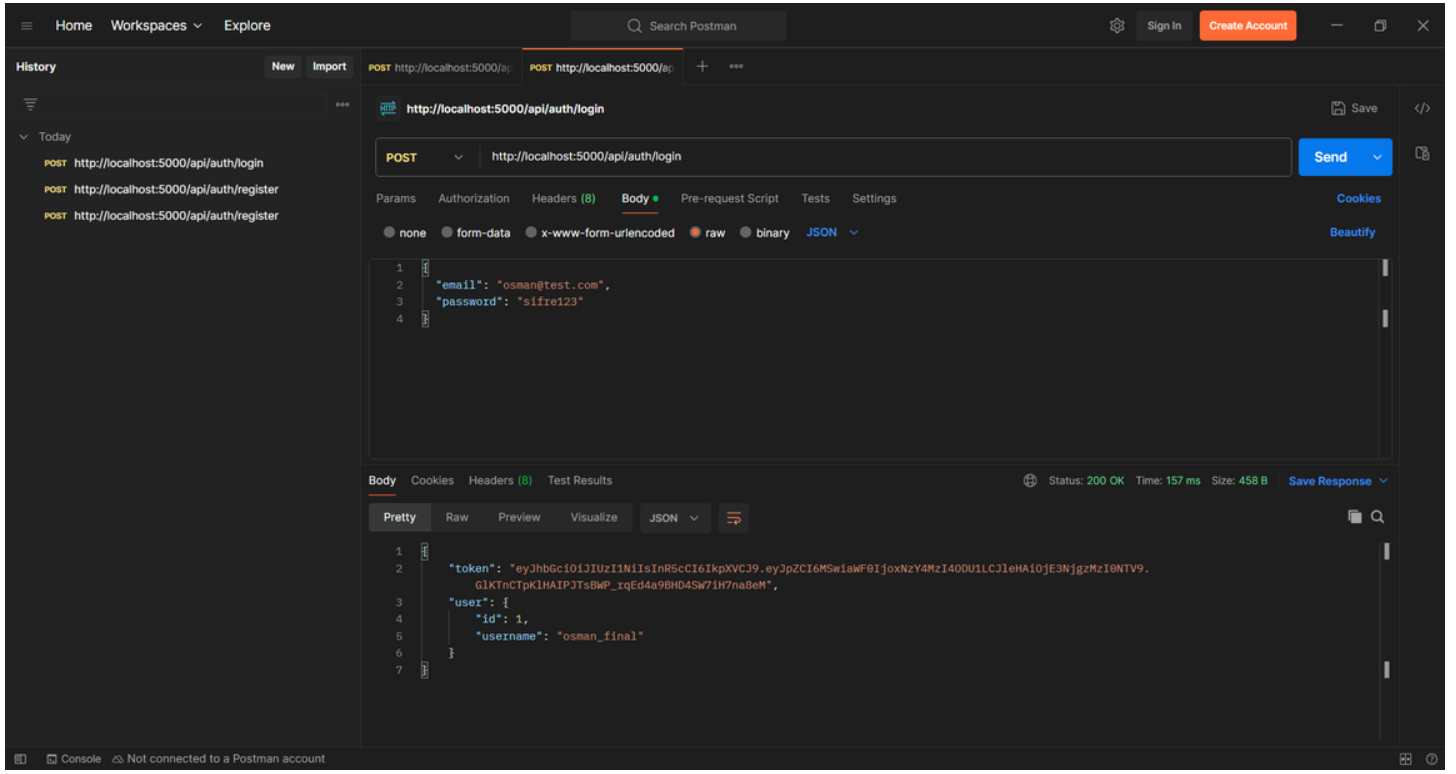 Home Workspaces Explore
Search Postman
Sign In
Create Account
History
New
Import
POST http://localhost:5000/ap
POST http://localhost:5000/ap
HTTP http://localhost:5000/api/auth/login
Save
Today
POST http://localhost:5000/api/auth/login
POST http://localhost:5000/api/auth/register
POST http://localhost:5000/api/auth/register
POST http://localhost:5000/api/auth/login
Send
Params Authorization Headers (8) Body Pre-request Script Tests Settings
Cookies
none form-data x-www-form-urlencoded raw binary JSON
Beautify
1 {
2 "email": "osman@test.com",
3 "password": "sifre123"
4 }
Body Cookies Headers (8) Test Results
Status: 200 OK Time: 157 ms Size: 458 B Save Response
Pretty Raw Preview Visualize JSON
1 {
2 "token": "eyJhbGciOiJIUzI1NiIsInR5cCI6IkpXVCJ9.eyJpZCI6MSwiaWF0IjoxNzY4MzI4ODU1LCJleHAiOjE3NjgzMzI0NTV9.
GlKTnCTpKlHAIPJTsBWP_rqEd4a9BHD4SW7iH7na8eM",
3 "user": {
4 "id": 1,
5 "username": "osman_final"
6 }
7 }
Console Not connected to a Postman account